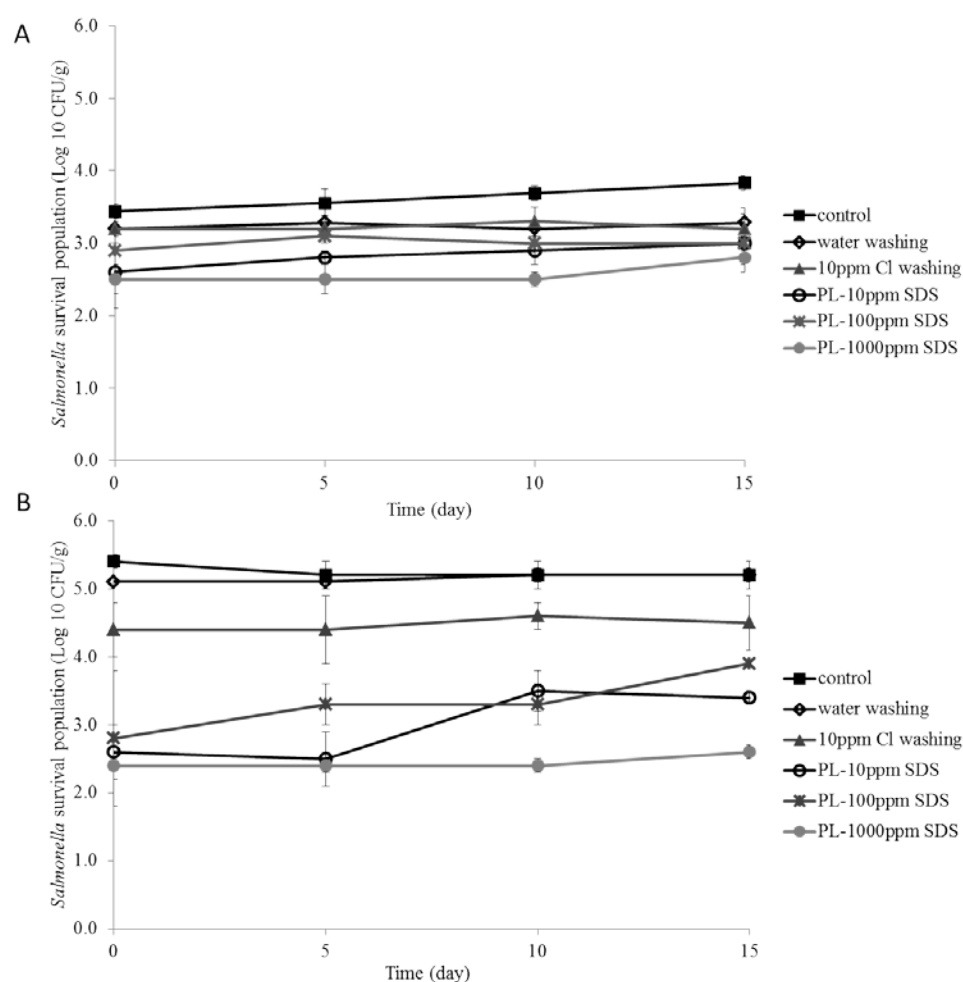 A
Salmonella survival population (Log 10 CFU/g)
6.0
5.0
4.0
3.0
2.0
1.0
0.0
0
5
10
15
Time (day)
control
water washing
10ppm Cl washing
PL-10ppm SDS
PL-100ppm SDS
PL-1000ppm SDS
B
Salmonella survival population (Log 10 CFU/g)
6.0
5.0
4.0
3.0
2.0
1.0
0.0
0
5
10
15
Time (day)
control
water washing
10ppm Cl washing
PL-10ppm SDS
PL-100ppm SDS
PL-1000ppm SDS